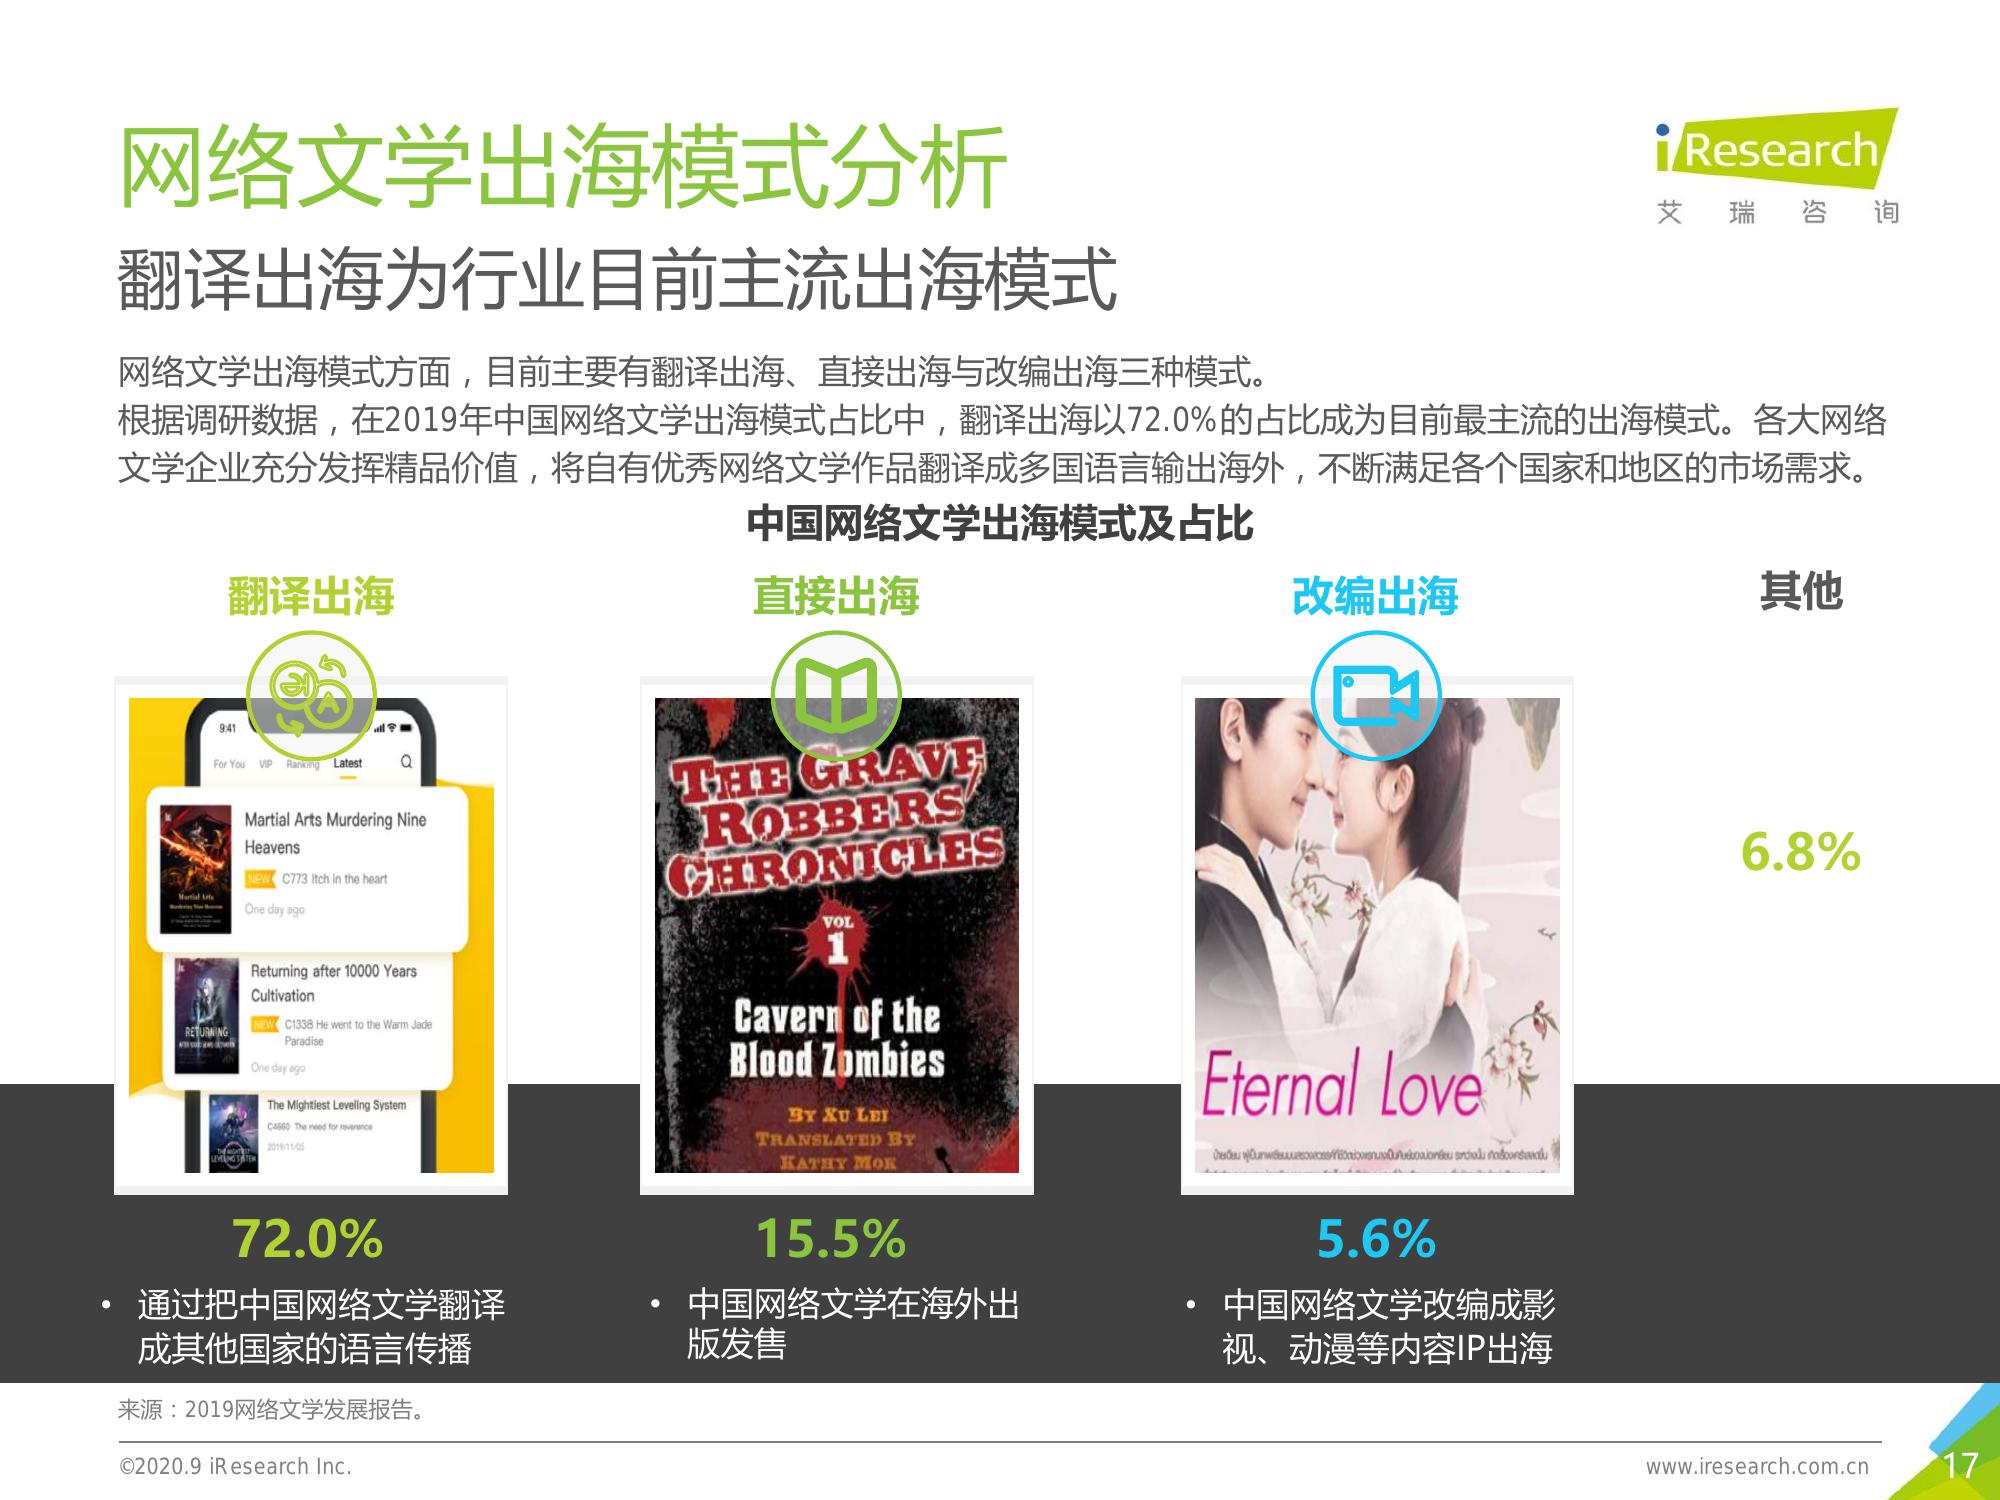 网络文学出海模式分析
iResearch
艾瑞咨询
翻译出海为行业目前主流出海模式
网络文学出海模式方面，目前主要有翻译出海、直接出海与改编出海三种模式。
根据调研数据，在2019年中国网络文学出海模式占比中，翻译出海以72.0%的占比成为目前最主流的出海模式。各大网络
文学企业充分发挥精品价值，将自有优秀网络文学作品翻译成多国语言输出海外，不断满足各个国家和地区的市场需求。
中国网络文学出海模式及占比
翻译出海
9:41
For You VIP Ranking Latest
Martial Arts Murdering Nine
Heavens
NEW C773 Itch in the heart
One day ago
Martial Arts
Murdering Nine Heavens
Returning after 10000 Years
Cultivation
NEW C1338 He went to the Warm Jade
Paradise
One day ago
RETURNING
AFTER 10000 YEARS CULTIVATION
The Mightiest Leveling System
C4660 The need for reverence
2019/11/05
THE MIGHTIEST
LEVELING SYSTEM
72.0%
• 通过把中国网络文学翻译
成其他国家的语言传播
直接出海
THE GRAVE
ROBBERS'
CHRONICLES
VOL
1
Cavern of the
Blood Zombies
BY XU LEI
TRANSLATED BY
KATHY MOK
15.5%
• 中国网络文学在海外出
版发售
改编出海
Eternal Love
5.6%
• 中国网络文学改编成影
视、动漫等内容IP出海
其他
6.8%
来源：2019网络文学发展报告。
©2020.9 iResearch Inc.
www.iresearch.com.cn
17